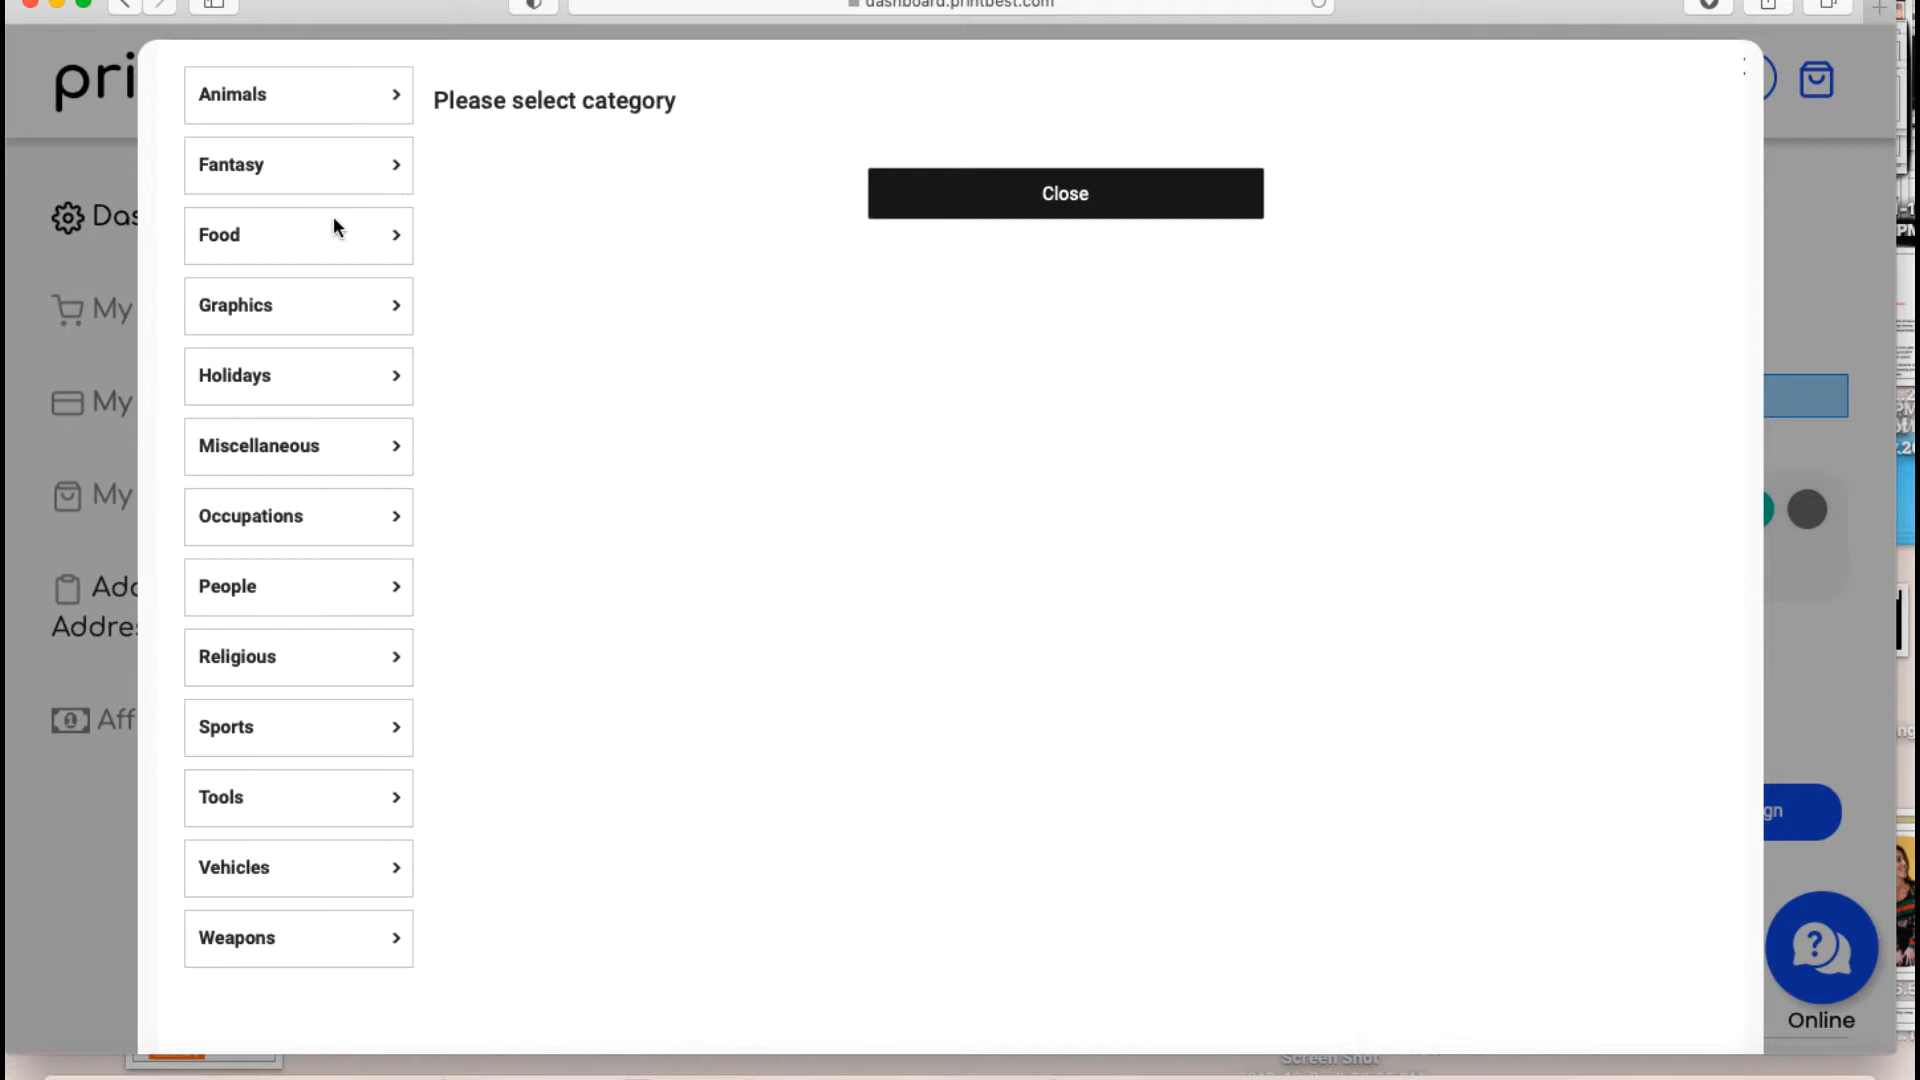 dashboard.printbest.com
pri
Animals
Please select category
Fantasy
Close
Das
Food
My
Graphics
Holidays
My
Miscellaneous
My
Occupations
Add
Addre
People
Religious
Aff
Sports
Tools
gn
Vehicles
Weapons
Online
Screen Shot